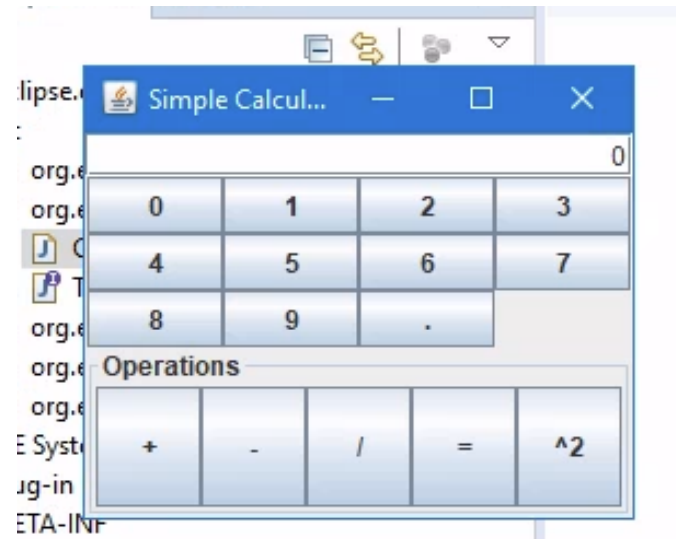 clipse.
Simple Calcul...
0
org.e
0 1 2 3
org.e
4 5 6 7
8 9 .
org.e
Operations
org.e
org.e
+ - / = ^2
E Syst
ug-in
ETA-INF